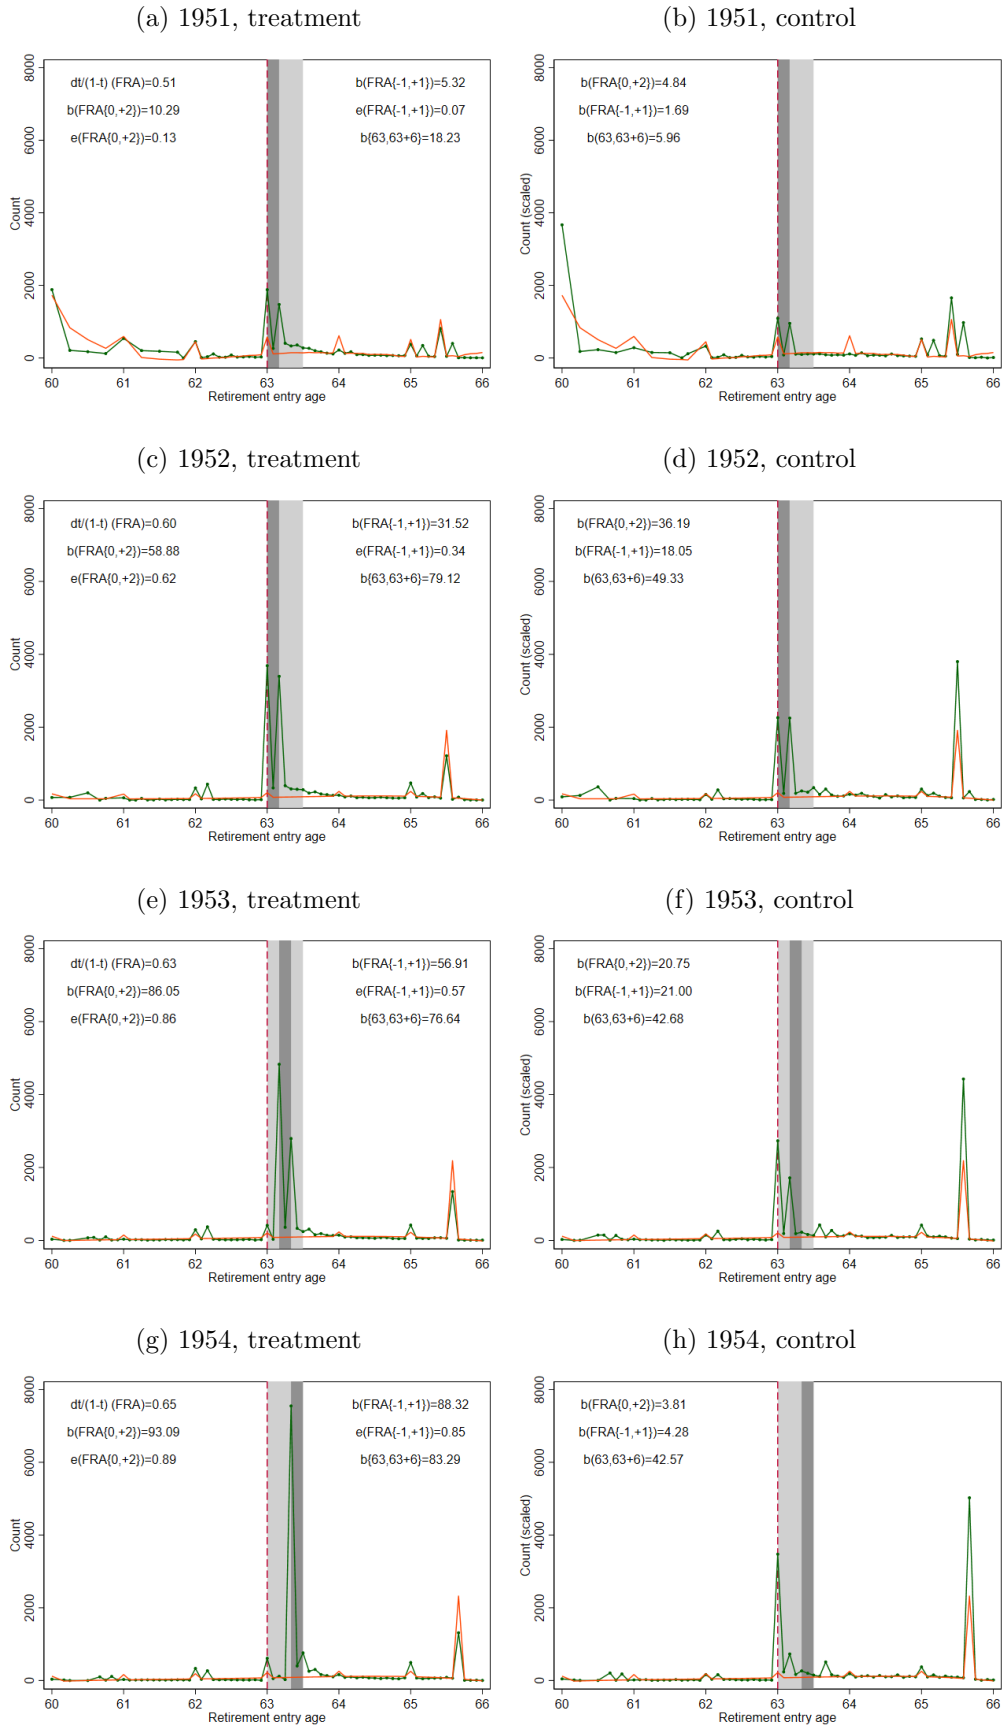 (a) 1951, treatment
dt/(1-t) (FRA)=0.51
b(FRA{0,+2})=10.29
e(FRA{0,+2})=0.13
b(FRA{-1,+1})=5.32
e(FRA{-1,+1})=0.07
b{63,63+6}=18.23
Count
0 2000 4000 6000 8000
60 61 62 63 64 65 66
Retirement entry age
(b) 1951, control
b(FRA{0,+2})=4.84
b(FRA{-1,+1})=1.69
b(63,63+6)=5.96
Count (scaled)
0 2000 4000 6000 8000
60 61 62 63 64 65 66
Retirement entry age
(c) 1952, treatment
dt/(1-t) (FRA)=0.60
b(FRA{0,+2})=58.88
e(FRA{0,+2})=0.62
b(FRA{-1,+1})=31.52
e(FRA{-1,+1})=0.34
b{63,63+6}=79.12
Count
0 2000 4000 6000 8000
60 61 62 63 64 65 66
Retirement entry age
(d) 1952, control
b(FRA{0,+2})=36.19
b(FRA{-1,+1})=18.05
b(63,63+6)=49.33
Count (scaled)
0 2000 4000 6000 8000
60 61 62 63 64 65 66
Retirement entry age
(e) 1953, treatment
dt/(1-t) (FRA)=0.63
b(FRA{0,+2})=86.05
e(FRA{0,+2})=0.86
b(FRA{-1,+1})=56.91
e(FRA{-1,+1})=0.57
b{63,63+6}=76.64
Count
0 2000 4000 6000 8000
60 61 62 63 64 65 66
Retirement entry age
(f) 1953, control
b(FRA{0,+2})=20.75
b(FRA{-1,+1})=21.00
b(63,63+6)=42.68
Count (scaled)
0 2000 4000 6000 8000
60 61 62 63 64 65 66
Retirement entry age
(g) 1954, treatment
dt/(1-t) (FRA)=0.65
b(FRA{0,+2})=93.09
e(FRA{0,+2})=0.89
b(FRA{-1,+1})=88.32
e(FRA{-1,+1})=0.85
b{63,63+6}=83.29
Count
0 2000 4000 6000 8000
60 61 62 63 64 65 66
Retirement entry age
(h) 1954, control
b(FRA{0,+2})=3.81
b(FRA{-1,+1})=4.28
b(63,63+6)=42.57
Count (scaled)
0 2000 4000 6000 8000
60 61 62 63 64 65 66
Retirement entry age